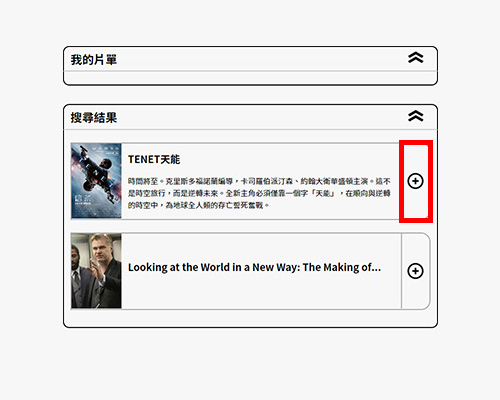 我的片單
搜尋結果
TENET天能
時間將至。克里斯多福諾蘭編導，卡司羅伯派汀森、約翰大衛華盛頓主演。這不
是時空旅行，而是逆轉未來。全新主角必須僅靠一個字「天能」，在順向與逆轉
的時空中，為地球全人類的存亡誓死奮戰。
Looking at the World in a New Way: The Making of...